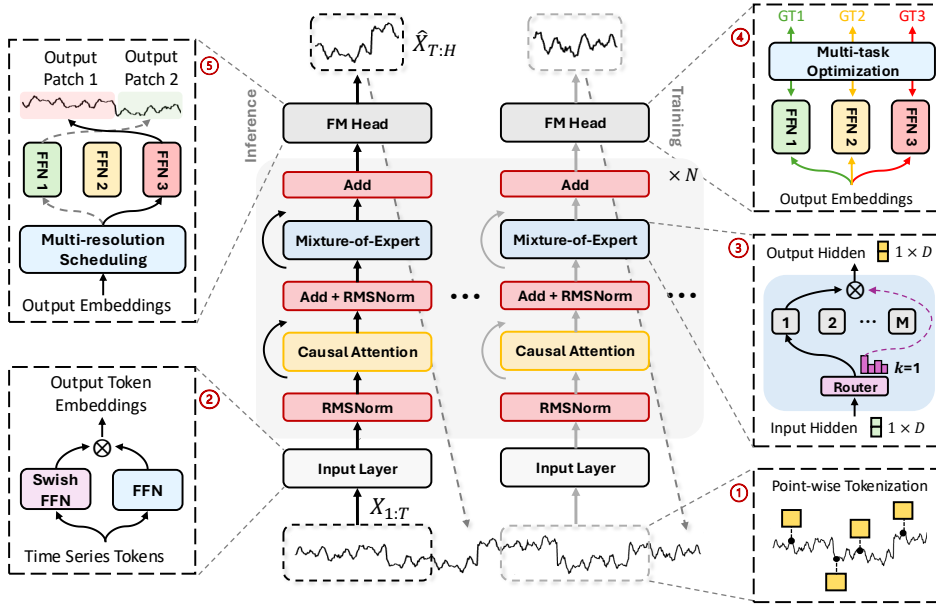 ⑤
Output
Patch 1
Output
Patch 2
FFN 1
FFN 2
FFN 3
Multi-resolution
Scheduling
Output Embeddings
②
Output Token
Embeddings
⊗
Swish
FFN
FFN
Time Series Tokens
X̂_{T:H}
Inference
FM Head
Add
Mixture-of-Expert
Add + RMSNorm
Causal Attention
RMSNorm
Input Layer
X_{1:T}
•••
Training
× N
FM Head
Add
Mixture-of-Expert
Add + RMSNorm
•••
Causal Attention
RMSNorm
Input Layer
④
GT1 GT2 GT3
Multi-task
Optimization
FFN 1
FFN 2
FFN 3
Output Embeddings
③
Output Hidden 1 × D
⊗
1 2 ··· M
k=1
Router
Input Hidden 1 × D
①
Point-wise Tokenization